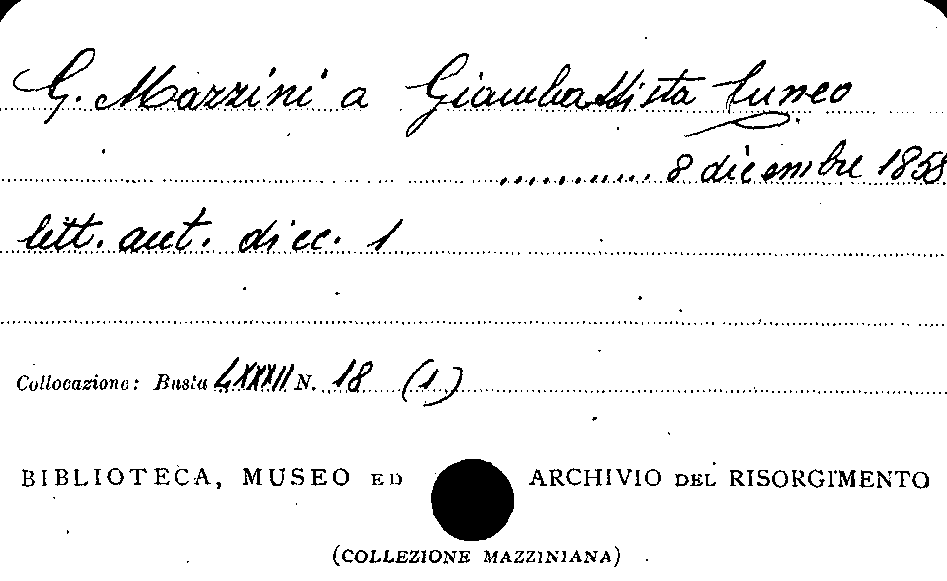 G. Mazzini a Giambattista Cuneo
........... 8 dicembre 1858
lett. aut. di cc. 1
Collocazione: Busta LXXXII N. 18 (1)
BIBLIOTECA, MUSEO ED ARCHIVIO DEL RISORGIMENTO
(COLLEZIONE MAZZINIANA)